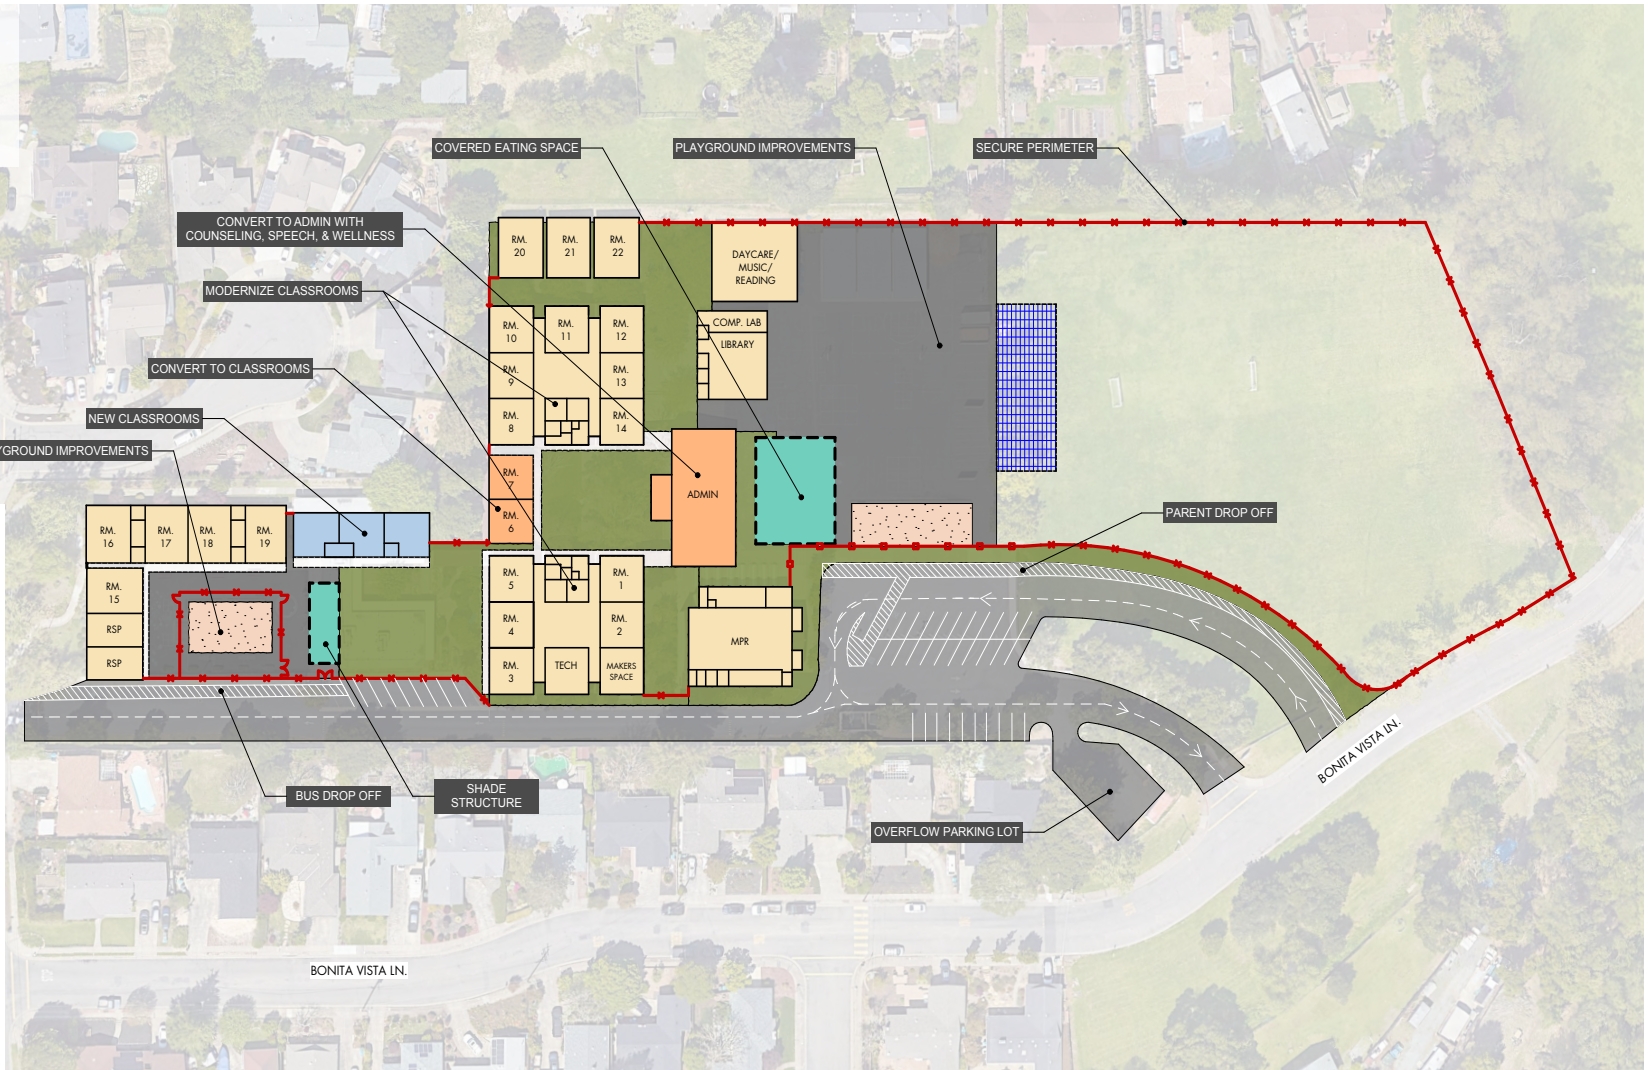 COVERED EATING SPACE
PLAYGROUND IMPROVEMENTS
SECURE PERIMETER
CONVERT TO ADMIN WITH
COUNSELING, SPEECH, & WELLNESS
MODERNIZE CLASSROOMS
CONVERT TO CLASSROOMS
NEW CLASSROOMS
YGROUND IMPROVEMENTS
RM.
20
RM.
21
RM.
22
DAYCARE/
MUSIC/
READING
RM.
10
RM.
11
RM.
12
COMP. LAB
LIBRARY
RM.
9
RM.
13
RM.
8
RM.
14
RM.
7
RM.
6
ADMIN
PARENT DROP OFF
RM.
16
RM.
17
RM.
18
RM.
19
RM.
15
RSP
RSP
RM.
5
RM.
1
RM.
4
RM.
2
RM.
3
TECH
MAKERS
SPACE
MPR
BUS DROP OFF
SHADE
STRUCTURE
OVERFLOW PARKING LOT
BONITA VISTA LN.
BONITA VISTA LN.